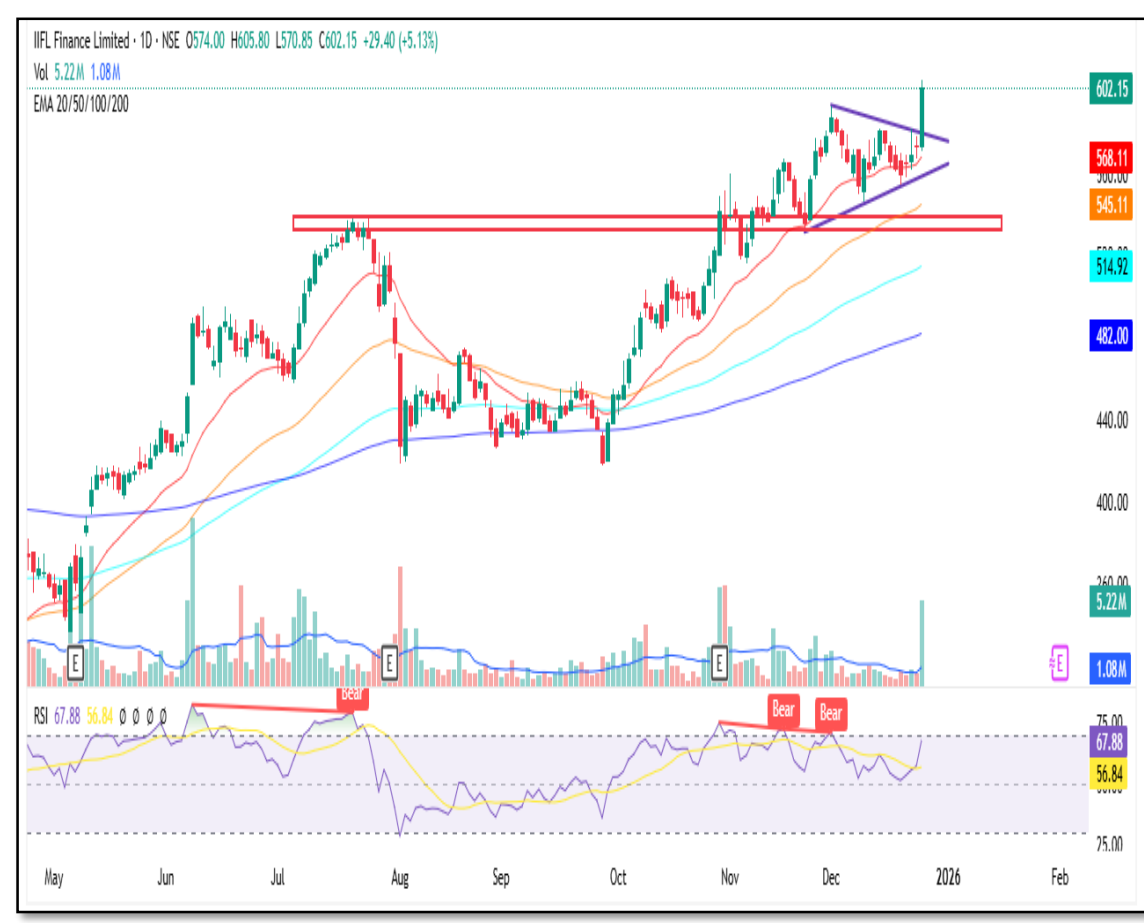 IIFL Finance Limited · 1D · NSE O574.00 H605.80 L570.85 C602.15 +29.40 (+5.13%)
Vol 5.22M 1.08M
EMA 20/50/100/200
602.15
568.11
560.00
545.11
514.92
482.00
440.00
400.00
5.22M
1.08M
E
E
E
E
RSI 67.88 56.84 Ø Ø Ø Ø
Bear
Bear
Bear
75.00
67.88
56.84
25.00
May Jun Jul Aug Sep Oct Nov Dec 2026 Feb